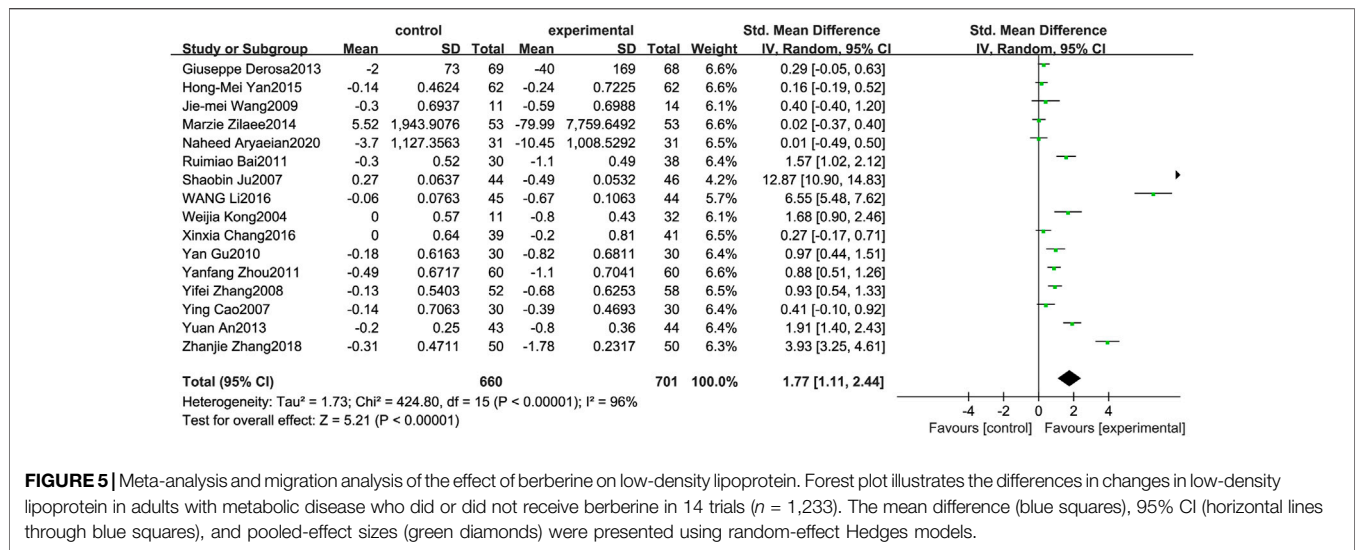 control experimental Std. Mean Difference Std. Mean Difference
Study or Subgroup Mean SD Total Mean SD Total Weight IV, Random, 95% CI IV, Random, 95% CI
Giuseppe Derosa2013 -2 73 69 -40 169 68 6.6% 0.29 [-0.05, 0.63]
Hong-Mei Yan2015 -0.14 0.4624 62 -0.24 0.7225 62 6.6% 0.16 [-0.19, 0.52]
Jie-mei Wang2009 -0.3 0.6937 11 -0.59 0.6988 14 6.1% 0.40 [-0.40, 1.20]
Marzie Zilaee2014 5.52 1,943.9076 53 -79.99 7,759.6492 53 6.6% 0.02 [-0.37, 0.40]
Naheed Aryaeian2020 -3.7 1,127.3563 31 -10.45 1,008.5292 31 6.5% 0.01 [-0.49, 0.50]
Ruimiao Bai2011 -0.3 0.52 30 -1.1 0.49 38 6.4% 1.57 [1.02, 2.12]
Shaobin Ju2007 0.27 0.0637 44 -0.49 0.0532 46 4.2% 12.87 [10.90, 14.83]
WANG Li2016 -0.06 0.0763 45 -0.67 0.1063 44 5.7% 6.55 [5.48, 7.62]
Weijia Kong2004 0 0.57 11 -0.8 0.43 32 6.1% 1.68 [0.90, 2.46]
Xinxia Chang2016 0 0.64 39 -0.2 0.81 41 6.5% 0.27 [-0.17, 0.71]
Yan Gu2010 -0.18 0.6163 30 -0.82 0.6811 30 6.4% 0.97 [0.44, 1.51]
Yanfang Zhou2011 -0.49 0.6717 60 -1.1 0.7041 60 6.6% 0.88 [0.51, 1.26]
Yifei Zhang2008 -0.13 0.5403 52 -0.68 0.6253 58 6.5% 0.93 [0.54, 1.33]
Ying Cao2007 -0.14 0.7063 30 -0.39 0.4693 30 6.5% 0.41 [-0.10, 0.92]
Yuan An2013 -0.2 0.25 43 -0.8 0.36 44 6.4% 1.91 [1.40, 2.43]
Zhanjie Zhang2018 -0.31 0.4711 50 -1.78 0.2317 50 6.3% 3.93 [3.25, 4.61]
Total (95% CI) 660 701 100.0% 1.77 [1.11, 2.44]
Heterogeneity: Tau² = 1.73; Chi² = 424.80, df = 15 (P < 0.00001); I² = 96%
Test for overall effect: Z = 5.21 (P < 0.00001)
-4 -2 0 2 4
Favours [control] Favours [experimental]
FIGURE 5 | Meta-analysis and migration analysis of the effect of berberine on low-density lipoprotein. Forest plot illustrates the differences in changes in low-density
lipoprotein in adults with metabolic disease who did or did not receive berberine in 14 trials (n = 1,233). The mean difference (blue squares), 95% CI (horizontal lines
through blue squares), and pooled-effect sizes (green diamonds) were presented using random-effect Hedges models.